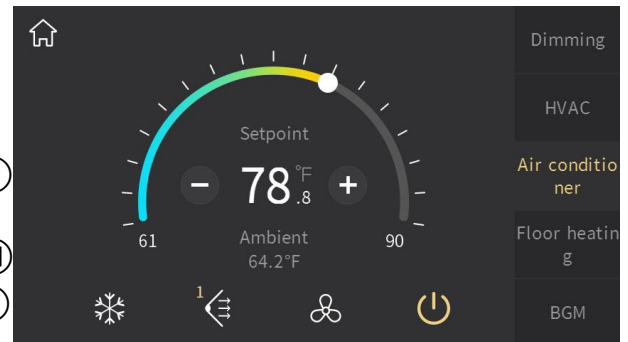 Dimming
HVAC
Air conditio
ner
Floor heatin
g
BGM
Setpoint
78.8 °F
61
90
Ambient
64.2°F
1